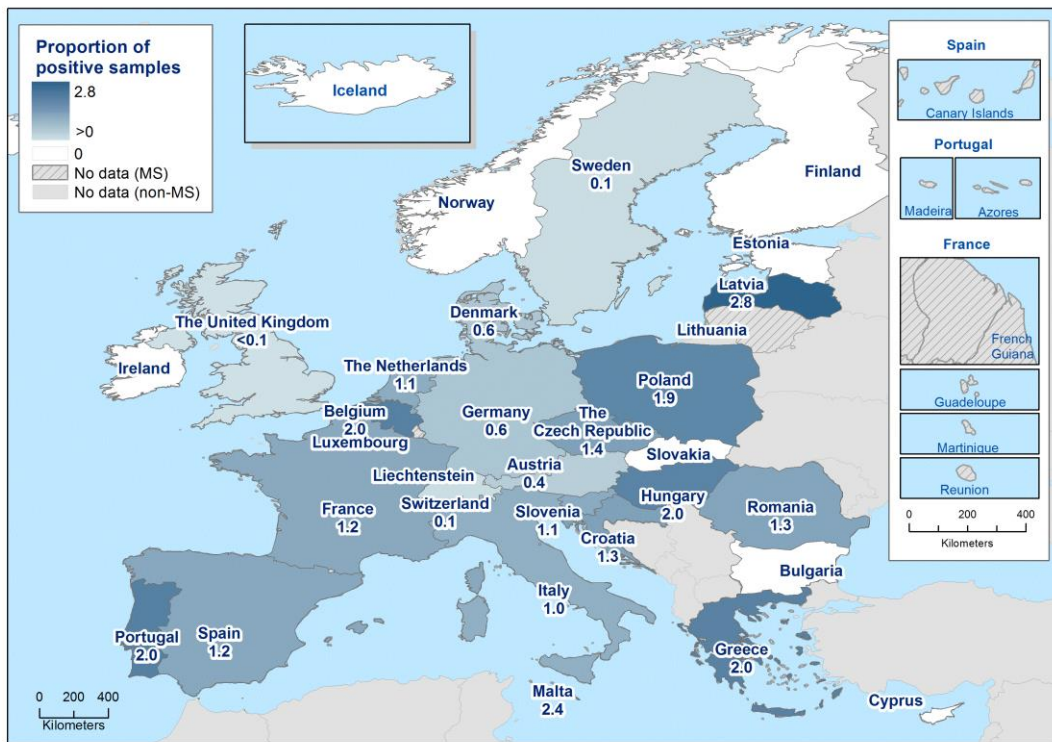 Proportion of
positive samples
2.8
>0
0
No data (MS)
No data (non-MS)
Iceland
Spain
Canary Islands
Portugal
Madeira
Azores
France
French
Guiana
Guadeloupe
Martinique
Reunion
0 200 400
Kilometers
Sweden
0.1
Finland
Norway
Estonia
Latvia
2.8
Lithuania
Denmark
0.6
The United Kingdom
<0.1
Ireland
The Netherlands
1.1
Belgium
2.0
Luxembourg
Germany
0.6
Poland
1.9
The
Czech Republic
1.4
Slovakia
Liechtenstein
Austria
0.4
Switzerland
0.1
France
1.2
Slovenia
1.1
Hungary
2.0
Romania
1.3
Croatia
1.3
Bulgaria
Italy
1.0
Portugal
2.0
Spain
1.2
Greece
2.0
Malta
2.4
Cyprus
0 200 400
Kilometers